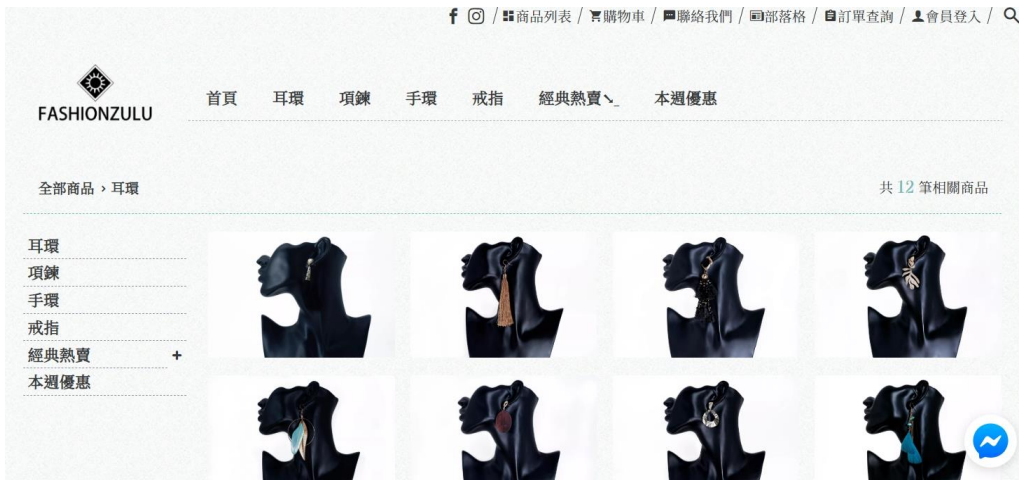 / 商品列表 / 購物車 / 聯絡我們 / 部落格 / 訂單查詢 / 會員登入 /
FASHIONZULU
首頁 耳環 項鍊 手環 戒指 經典熱賣 本週優惠
全部商品 › 耳環
共 12 筆相關商品
耳環
項鍊
手環
戒指
經典熱賣 +
本週優惠